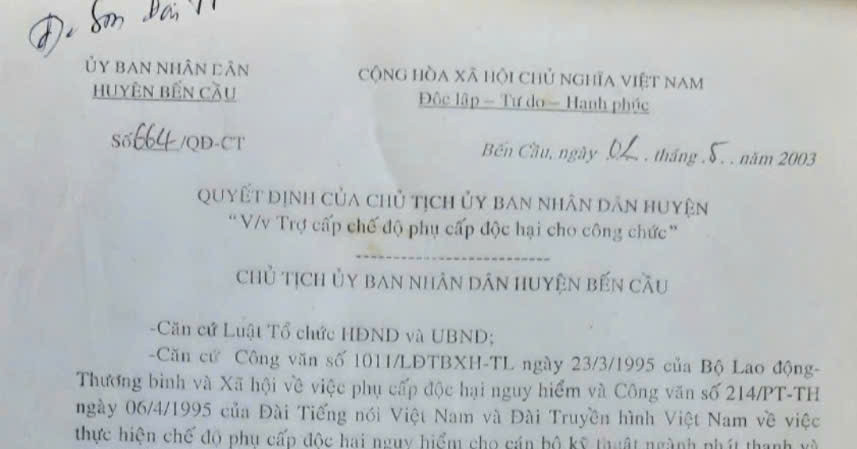 Đ. Sơn Đài TT
ỦY BAN NHÂN DÂN
HUYỆN BẾN CẦU
CỘNG HÒA XÃ HỘI CHỦ NGHĨA VIỆT NAM
Độc lập – Tự do – Hạnh phúc
Số 664/QĐ-CT
Bến Cầu, ngày 02. tháng .5.. năm 2003
QUYẾT ĐỊNH CỦA CHỦ TỊCH ỦY BAN NHÂN DÂN HUYỆN
“V/v Trợ cấp chế độ phụ cấp độc hại cho công chức”
CHỦ TỊCH ỦY BAN NHÂN DÂN HUYỆN BẾN CẦU
-Căn cứ Luật Tổ chức HĐND và UBND;
-Căn cứ Công văn số 1011/LĐTBXH-TL ngày 23/3/1995 của Bộ Lao động-
Thương binh và Xã hội về việc phụ cấp độc hại nguy hiểm và Công văn số 214/PT-TH
ngày 06/4/1995 của Đài Tiếng nói Việt Nam và Đài Truyền hình Việt Nam về việc
thực hiện chế độ phụ cấp độc hại nguy hiểm cho cán bộ kỹ thuật ngành phát thanh và